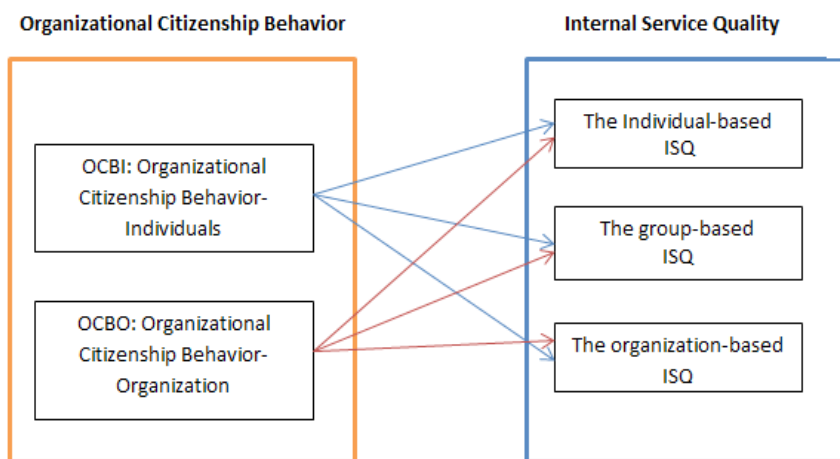 Organizational Citizenship Behavior
Internal Service Quality
OCBI: Organizational
Citizenship Behavior-
Individuals
OCBO: Organizational
Citizenship Behavior-
Organization
The Individual-based
ISQ
The group-based
ISQ
The organization-based
ISQ